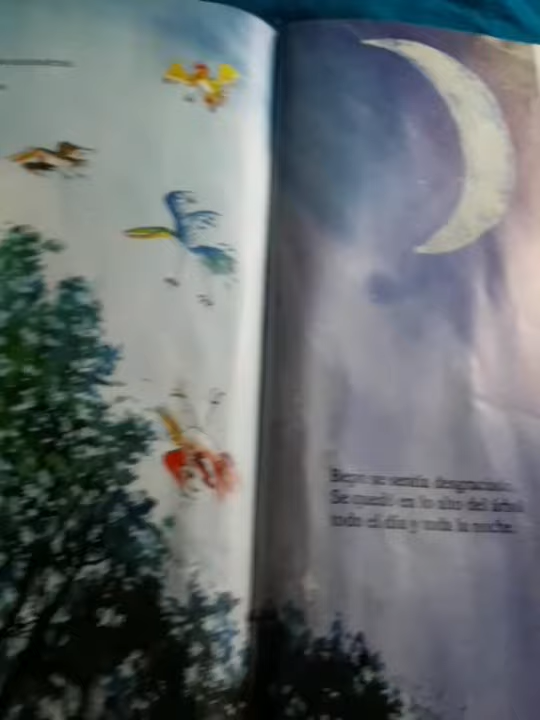 se sentía desgraciado.
Se quedó en lo alto del árbol
todo el día y toda la noche.